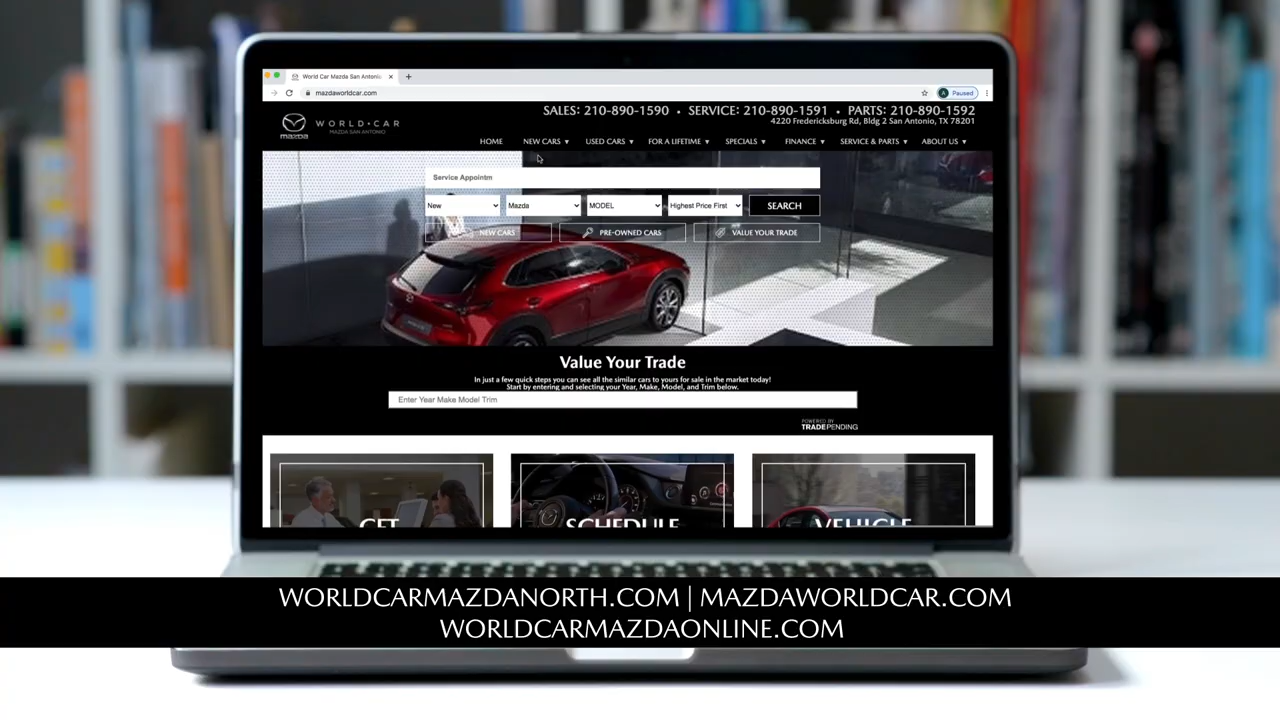 World Car Mazda San Antonio
mazdaworldcar.com
Paused
SALES: 210-890-1590 • SERVICE: 210-890-1591 • PARTS: 210-890-1592
4220 Fredericksburg Rd, Bldg 2 San Antonio, TX 78201
mazda
WORLD•CAR
MAZDA SAN ANTONIO
HOME NEW CARS USED CARS FOR A LIFETIME SPECIALS FINANCE SERVICE & PARTS ABOUT US
Service Appointm
New Mazda MODEL Highest Price First SEARCH
NEW CARS PRE-OWNED CARS VALUE YOUR TRADE
Value Your Trade
In just a few quick steps you can see all the similar cars to yours for sale in the market today!
Start by entering and selecting your Year, Make, Model, and Trim below.
Enter Year Make Model Trim
POWERED BY
TRADEPENDING
GET SCHEDULE VEHICLE
WORLDCARMAZDANORTH.COM | MAZDAWORLDCAR.COM
WORLDCARMAZDAONLINE.COM